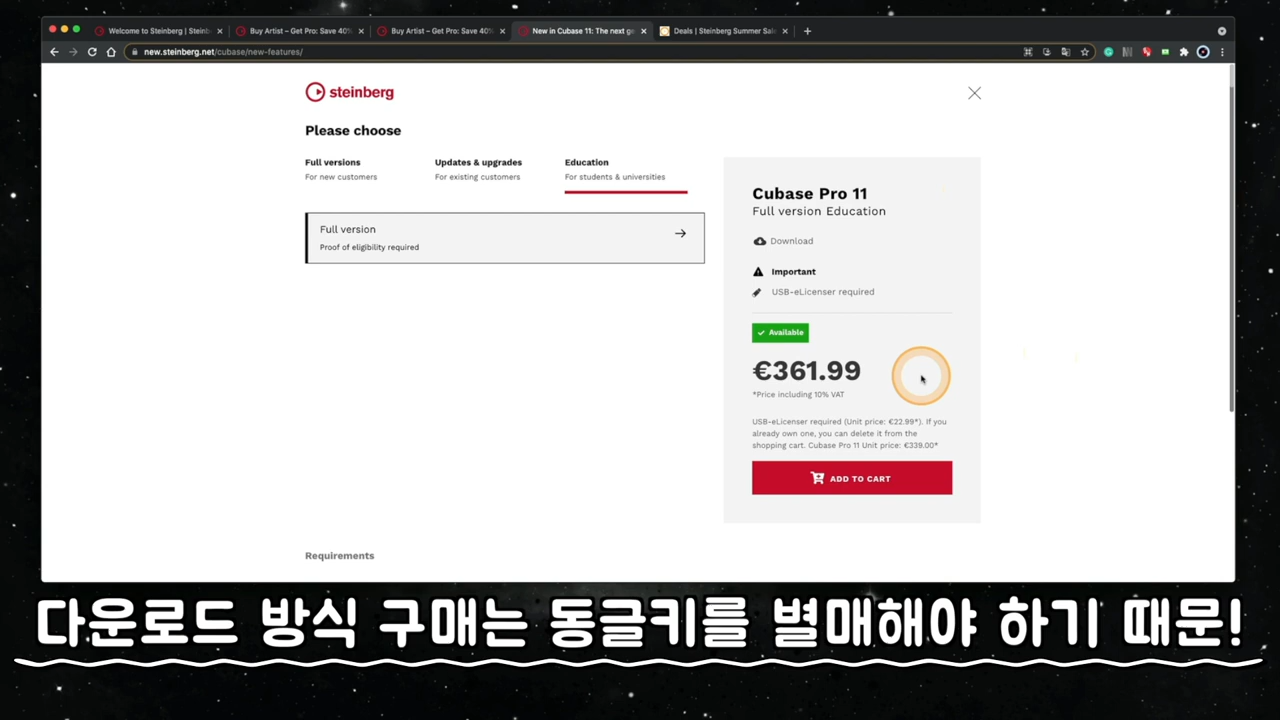 Welcome to Steinberg | Steinb
Buy Artist – Get Pro: Save 40%
Buy Artist – Get Pro: Save 40%
New in Cubase 11: The next ge
Deals | Steinberg Summer Sale
new.steinberg.net/cubase/new-features/
steinberg
Please choose
Full versions
For new customers
Updates & upgrades
For existing customers
Education
For students & universities
Full version
Proof of eligibility required
Cubase Pro 11
Full version Education
Download
Important
USB-eLicenser required
Available
€361.99
*Price including 10% VAT
USB-eLicenser required (Unit price: €22.99*). If you
already own one, you can delete it from the
shopping cart. Cubase Pro 11 Unit price: €339.00*
ADD TO CART
Requirements
다운로드 방식 구매는 동글키를 별매해야 하기 때문!